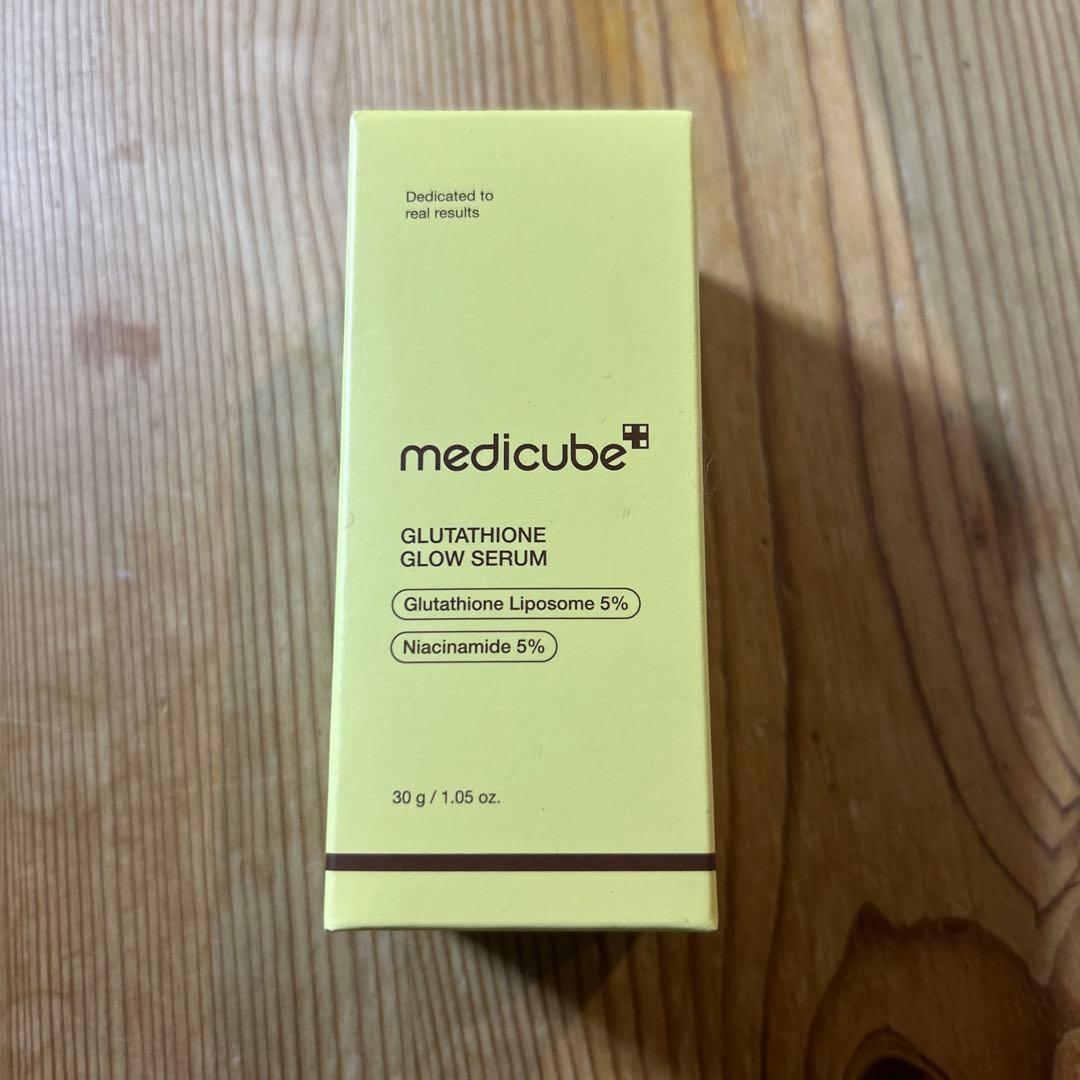 Dedicated to
real results
medicube
GLUTATHIONE
GLOW SERUM
Glutathione Liposome 5%
Niacinamide 5%
30 g / 1.05 oz.